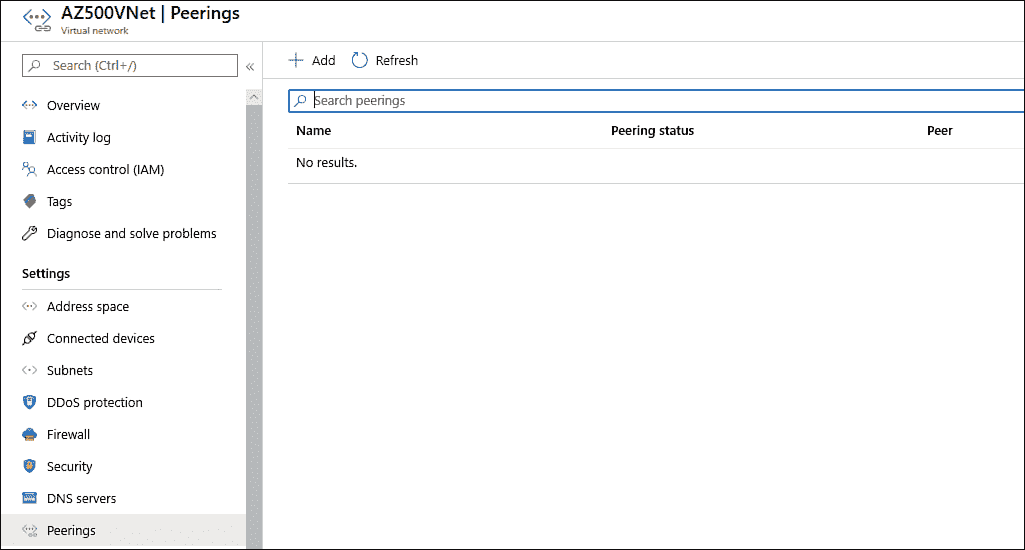 AZ500VNet | Peerings
Virtual network
Search (Ctrl+/)
«
Overview
Activity log
Access control (IAM)
Tags
Diagnose and solve problems
Settings
Address space
Connected devices
Subnets
DDoS protection
Firewall
Security
DNS servers
Peerings
Add
Refresh
Search peerings
Name Peering status Peer
No results.